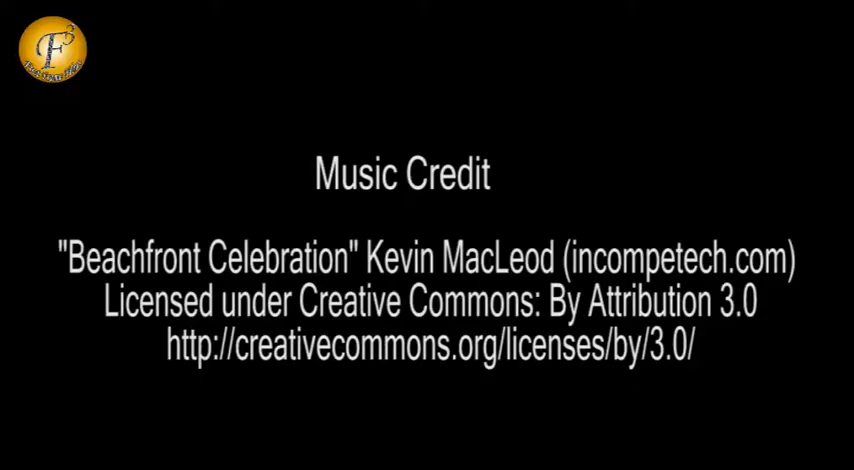 Music Credit
"Beachfront Celebration" Kevin MacLeod (incompetech.com)
Licensed under Creative Commons: By Attribution 3.0
http://creativecommons.org/licenses/by/3.0/